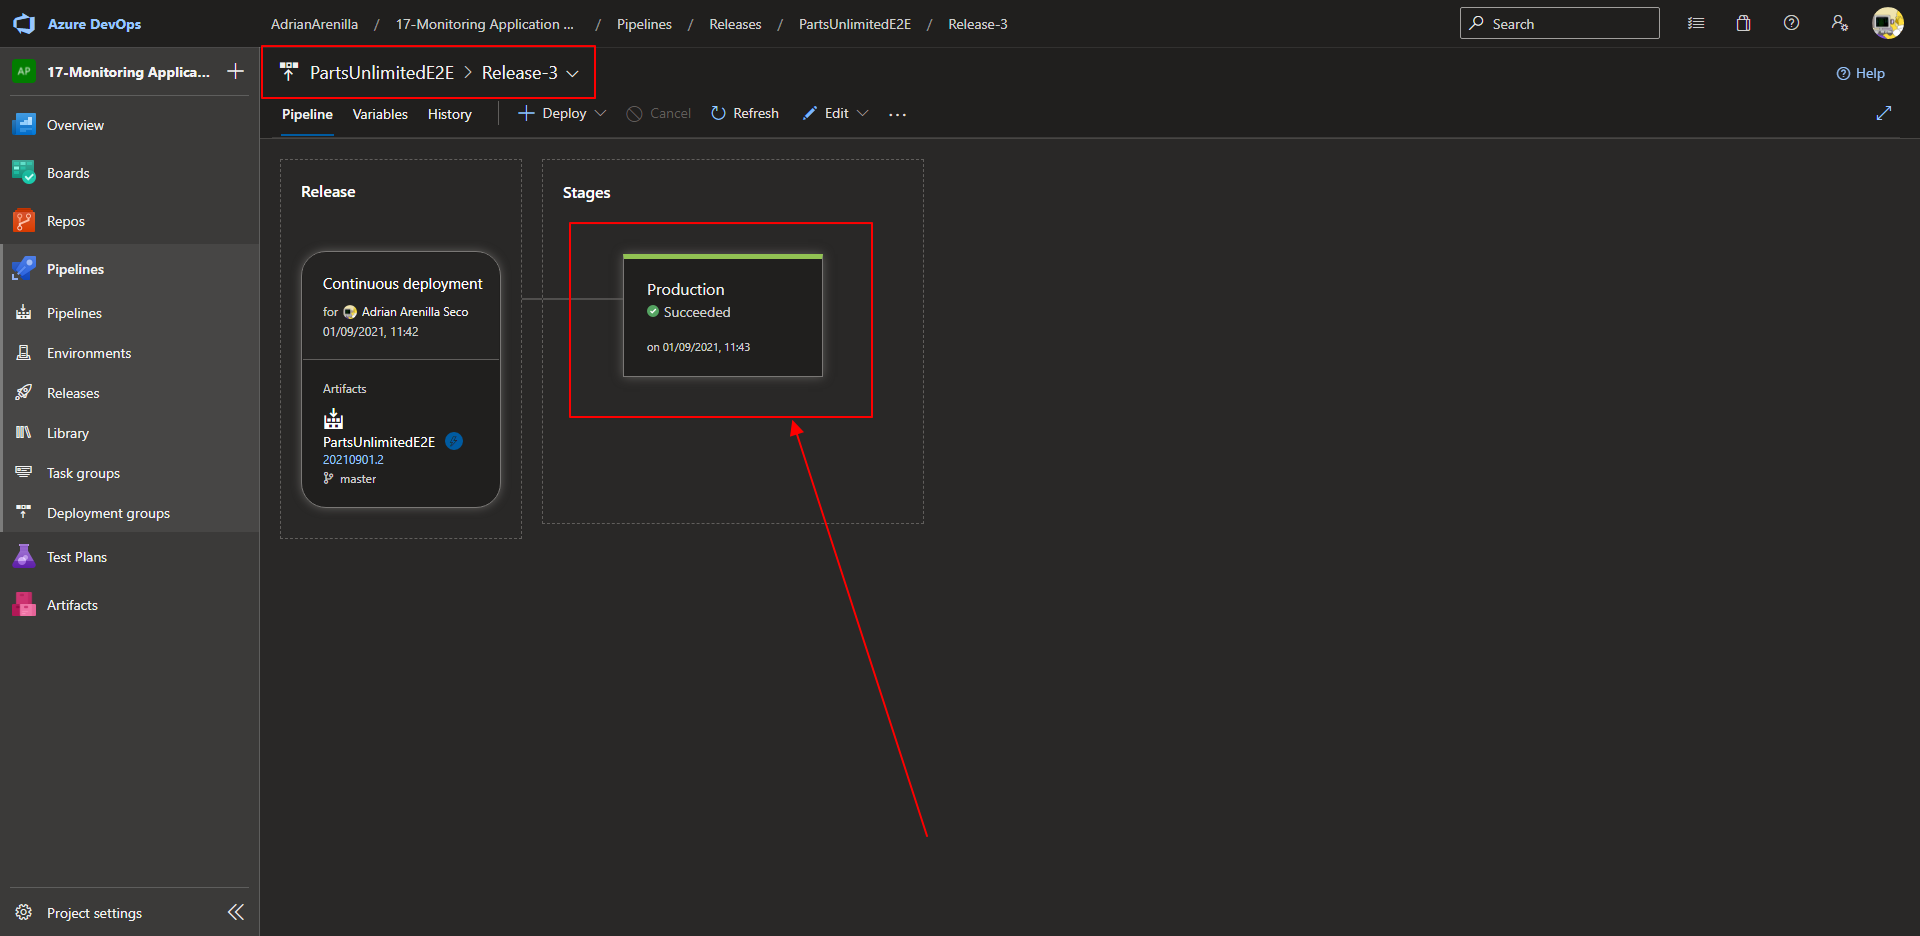 Azure DevOps
AdrianArenilla / 17-Monitoring Application ... / Pipelines / Releases / PartsUnlimitedE2E / Release-3
Search
AP 17-Monitoring Applica...
Overview
Boards
Repos
Pipelines
Pipelines
Environments
Releases
Library
Task groups
Deployment groups
Test Plans
Artifacts
Project settings
PartsUnlimitedE2E > Release-3
Help
Pipeline Variables History Deploy Cancel Refresh Edit ...
Release
Continuous deployment
for Adrian Arenilla Seco
01/09/2021, 11:42
Artifacts
PartsUnlimitedE2E
20210901.2
master
Stages
Production
Succeeded
on 01/09/2021, 11:43